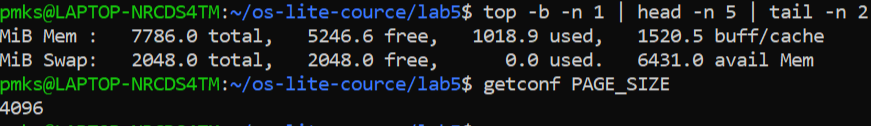 pmks@LAPTOP-NRCDS4TM:~/os-lite-cource/lab5$ top -b -n 1 | head -n 5 | tail -n 2
MiB Mem :   7786.0 total,   5246.6 free,   1018.9 used,   1520.5 buff/cache
MiB Swap:   2048.0 total,   2048.0 free,      0.0 used.   6431.0 avail Mem
pmks@LAPTOP-NRCDS4TM:~/os-lite-cource/lab5$ getconf PAGE_SIZE
4096